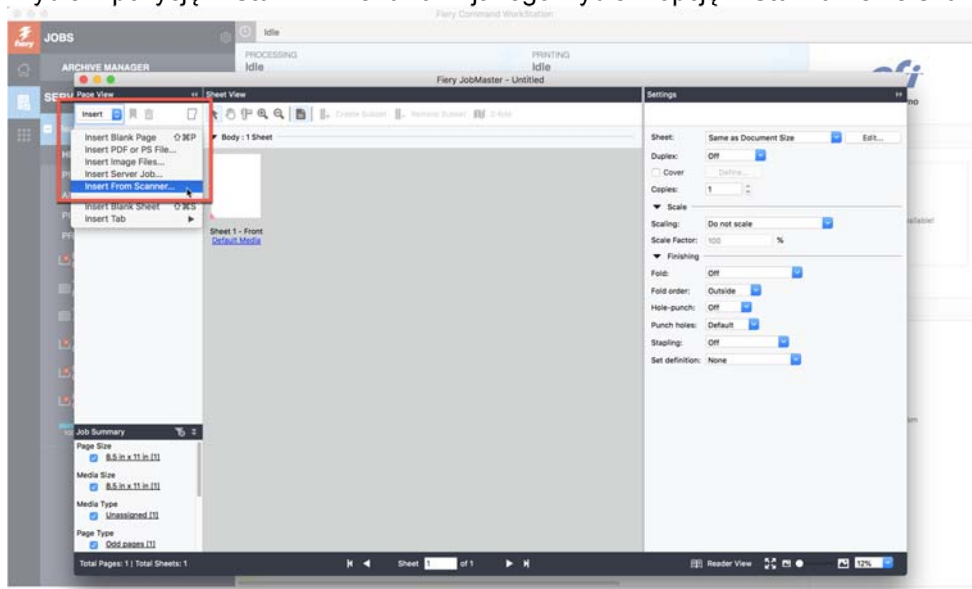 Fiery Command WorkStation
fiery
JOBS
Idle
ARCHIVE MANAGER
PROCESSING
Idle
PRINTING
Idle
Fiery JobMaster - Untitled
Page View
Sheet View
Settings
Insert
Create Subset
Remove Subset
Z-Fold
Insert Blank Page ⇧⌘P
Insert PDF or PS File...
Insert Image Files...
Insert Server Job...
Insert From Scanner...
Insert Blank Sheet ⇧⌘S
Insert Tab
Body : 1 Sheet
Sheet 1 - Front
Default Media
Sheet: Same as Document Size Edit...
Duplex: Off
Cover Define...
Copies: 1
Scale
Scaling: Do not scale
Scale Factor: 100 %
Finishing
Fold: Off
Fold order: Outside
Hole-punch: Off
Punch holes: Default
Stapling: Off
Set definition: None
Job Summary
Page Size
8.5 in x 11 in [1]
Media Size
8.5 in x 11 in [1]
Media Type
Unassigned [1]
Page Type
Odd pages [1]
Total Pages: 1 | Total Sheets: 1
Sheet 1 of 1
Reader View
12%